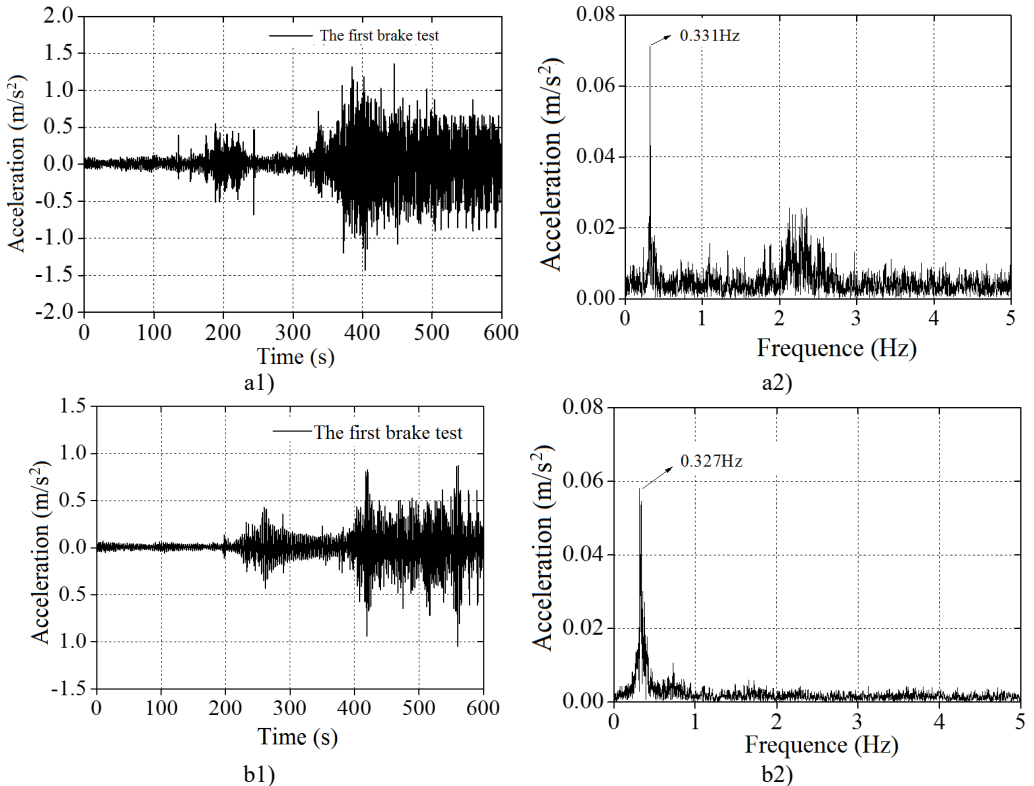 2.0
1.5
1.0
0.5
0.0
-0.5
-1.0
1.5
2.0
-2.0
Acceleration (m/s²)
The first brake test
0 100 200 300 400 500 600
Time (s)
a1)
0.08
0.06
0.04
0.02
0.00
Acceleration (m/s²)
0.331Hz
0 1 2 3 4 5
Frequence (Hz)
a2)
1.5
1.0
0.5
0.0
0.5
1.0
-1.5
Acceleration (m/s²)
The first brake test
0 100 200 300 400 500 600
Time (s)
b1)
0.08
0.06
0.04
0.02
0.00
Acceleration (m/s²)
0.327Hz
0 1 2 3 4 5
Frequence (Hz)
b2)